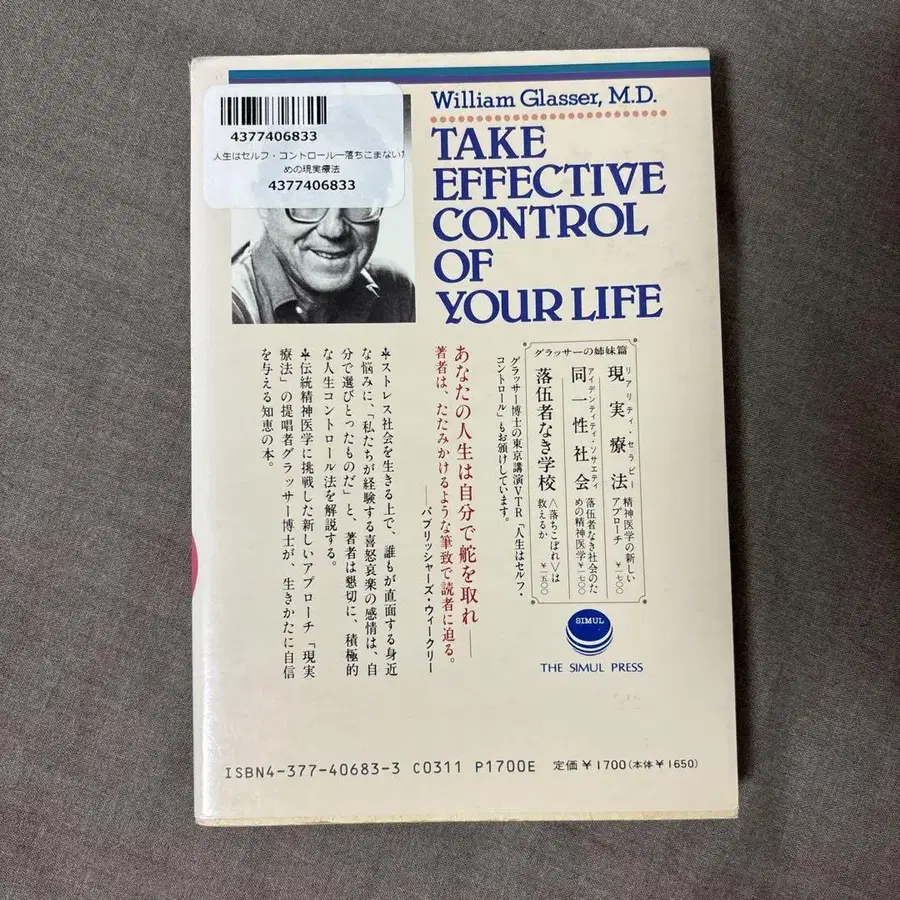 4377406833
人生はセルフ・コントロール―落ちこまないた
めの現実療法
4377406833
William Glasser, M.D.
TAKE
EFFECTIVE
CONTROL
OF
YOUR LIFE
グラッサーの姉妹篇
現実療法
リアリティ・セラピー
精神医学の新しい
アプローチ
¥一七〇〇
同一性社会
アイデンティティ・ソサエティ
落伍者なき社会のた
めの精神医学 ¥一七〇〇
落伍者なき学校
〈落ちこぼれ〉は
救えるか
¥一五〇〇
グラッサー博士の東京講演VTR「人生はセルフ・
コントロール」もお頒けしています。
あなたの人生は自分で舵を取れ――
著者は、たたみかけるような筆致で読者に迫る。
――パブリッシャーズ・ウィークリー
＊ストレス社会を生きる上で、誰もが直面する身近
な悩みに、「私たちが経験する喜怒哀楽の感情は、自
分で選びとったものだ」と、著者は懇切に、積極的
な人生コントロール法を解説する。
＊伝統精神医学に挑戦した新しいアプローチ「現実
療法」の提唱者グラッサー博士が、生きかたに自信
を与える知恵の本。
SIMUL
THE SIMUL PRESS
ISBN4-377-40683-3 C0311 P1700E
定価¥1700(本体¥1650)